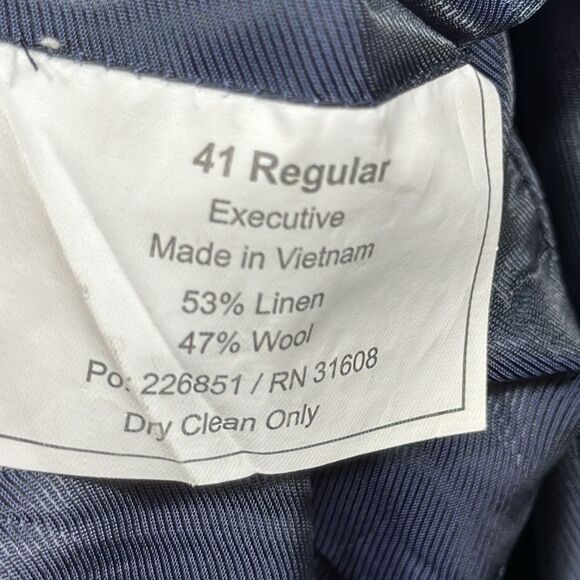 41 Regular
Executive
Made in Vietnam
53% Linen
47% Wool
Po: 226851 / RN 31608
Dry Clean Only